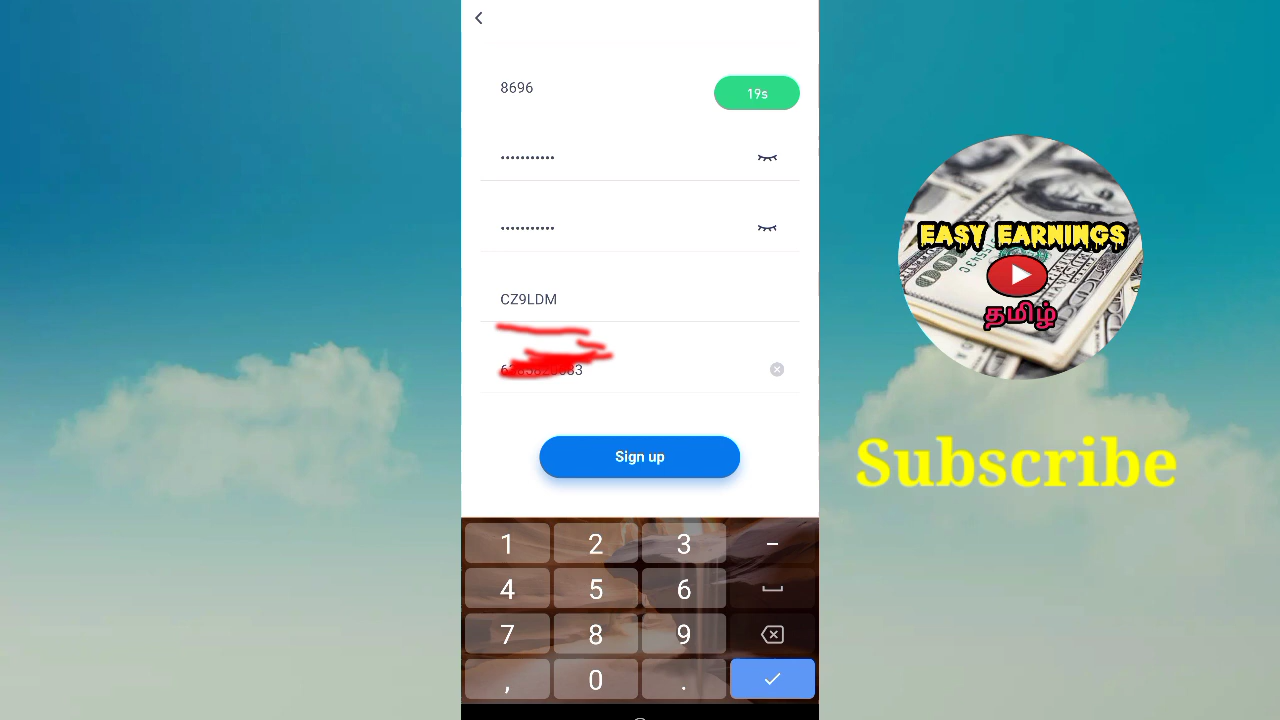 8696
19s
•••••••••••
•••••••••••
CZ9LDM
Sign up
1 2 3 –
4 5 6
7 8 9
, 0 .
EASY EARNINGS
தமிழ்
Subscribe